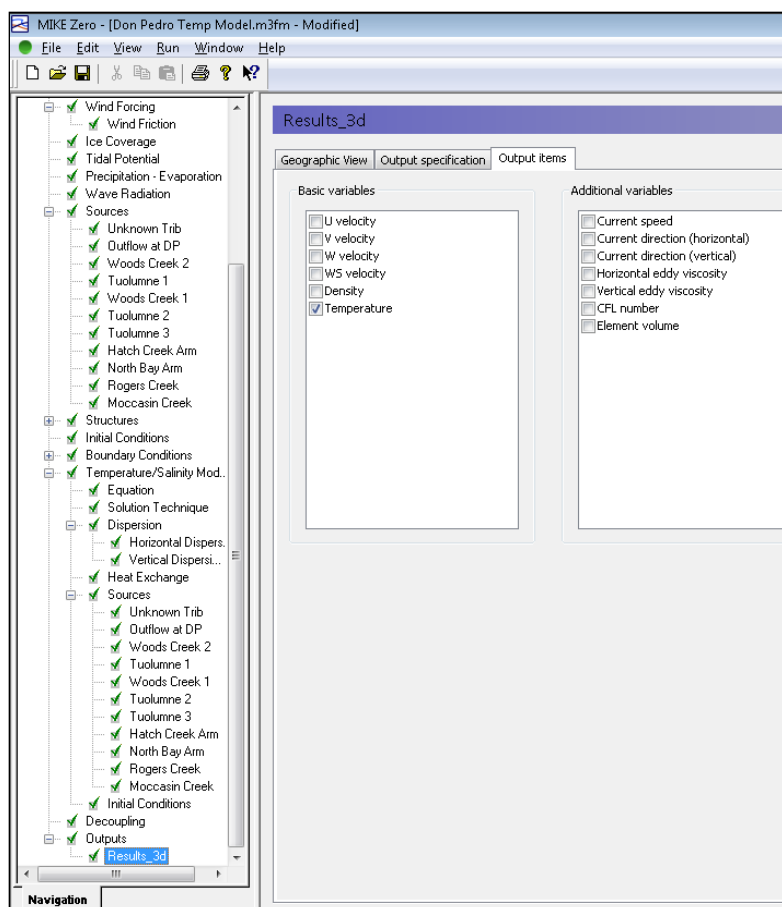 MIKE Zero - [Don Pedro Temp Model.m3fm - Modified]
File Edit View Run Window Help
Wind Forcing
Wind Friction
Ice Coverage
Tidal Potential
Precipitation - Evaporation
Wave Radiation
Sources
Unknown Trib
Outflow at DP
Woods Creek 2
Tuolumne 1
Woods Creek 1
Tuolumne 2
Tuolumne 3
Hatch Creek Arm
North Bay Arm
Rogers Creek
Moccasin Creek
Structures
Initial Conditions
Boundary Conditions
Temperature/Salinity Mod..
Equation
Solution Technique
Dispersion
Horizontal Dispers.
Vertical Dispersi...
Heat Exchange
Sources
Unknown Trib
Outflow at DP
Woods Creek 2
Tuolumne 1
Woods Creek 1
Tuolumne 2
Tuolumne 3
Hatch Creek Arm
North Bay Arm
Rogers Creek
Moccasin Creek
Initial Conditions
Decoupling
Outputs
Results_3d
Navigation
Results_3d
Geographic View Output specification Output items
Basic variables
U velocity
V velocity
W velocity
WS velocity
Density
Temperature
Additional variables
Current speed
Current direction (horizontal)
Current direction (vertical)
Horizontal eddy viscosity
Vertical eddy viscosity
CFL number
Element volume